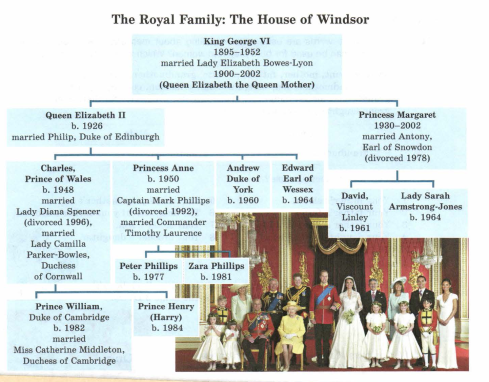 The Royal Family: The House of Windsor
King George VI
1895–1952
married Lady Elizabeth Bowes-Lyon
1900–2002
(Queen Elizabeth the Queen Mother)
Queen Elizabeth II
b. 1926
married Philip, Duke of Edinburgh
Princess Margaret
1930–2002
married Antony,
Earl of Snowdon
(divorced 1978)
Charles,
Prince of Wales
b. 1948
married
Lady Diana Spencer
(divorced 1996),
married
Lady Camilla
Parker-Bowles,
Duchess
of Cornwall
Princess Anne
b. 1950
married
Captain Mark Phillips
(divorced 1992),
married Commander
Timothy Laurence
Andrew
Duke of
York
b. 1960
Edward
Earl of
Wessex
b. 1964
David,
Viscount
Linley
b. 1961
Lady Sarah
Armstrong-Jones
b. 1964
Peter Phillips
b. 1977
Zara Phillips
b. 1981
Prince William,
Duke of Cambridge
b. 1982
married
Miss Catherine Middleton,
Duchess of Cambridge
Prince Henry
(Harry)
b. 1984